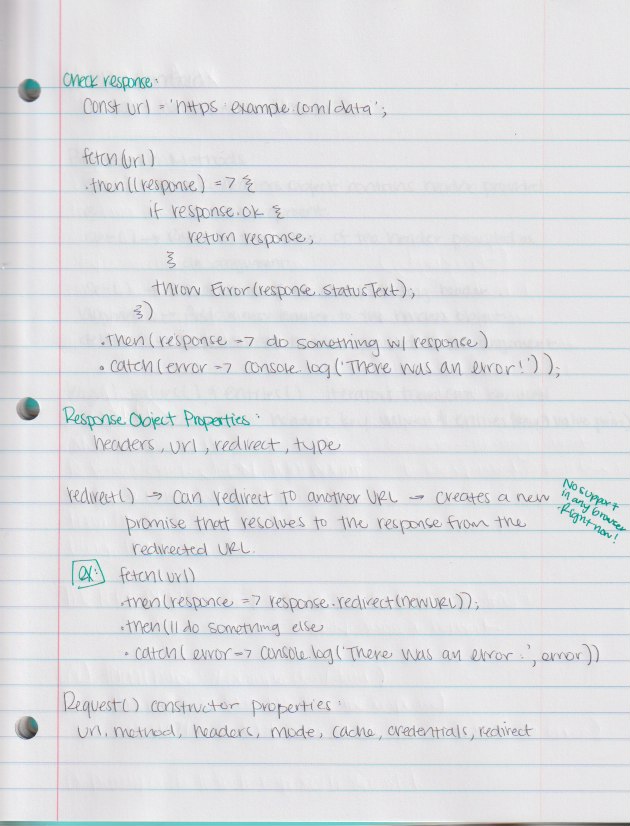 Check response:
const url = 'https: example.com/data';
fetch(url)
.then((response) => {
if response.ok {
return response;
}
throw Error(response.statusText);
})
.then(response => do something w/ response)
.catch(error => console.log('There was an error!'));
Response Object Properties:
headers, url, redirect, type
redirect() → can redirect to another URL → creates a new
promise that resolves to the response from the
redirected URL.
No support
in any browser
right now!
ex: fetch(url)
.then(responce => response.redirect(newURL));
.then(// do something else
.catch( error => console.log('There was an error:', error))
Request() constructor properties:
url, method, headers, mode, cache, credentials, redirect